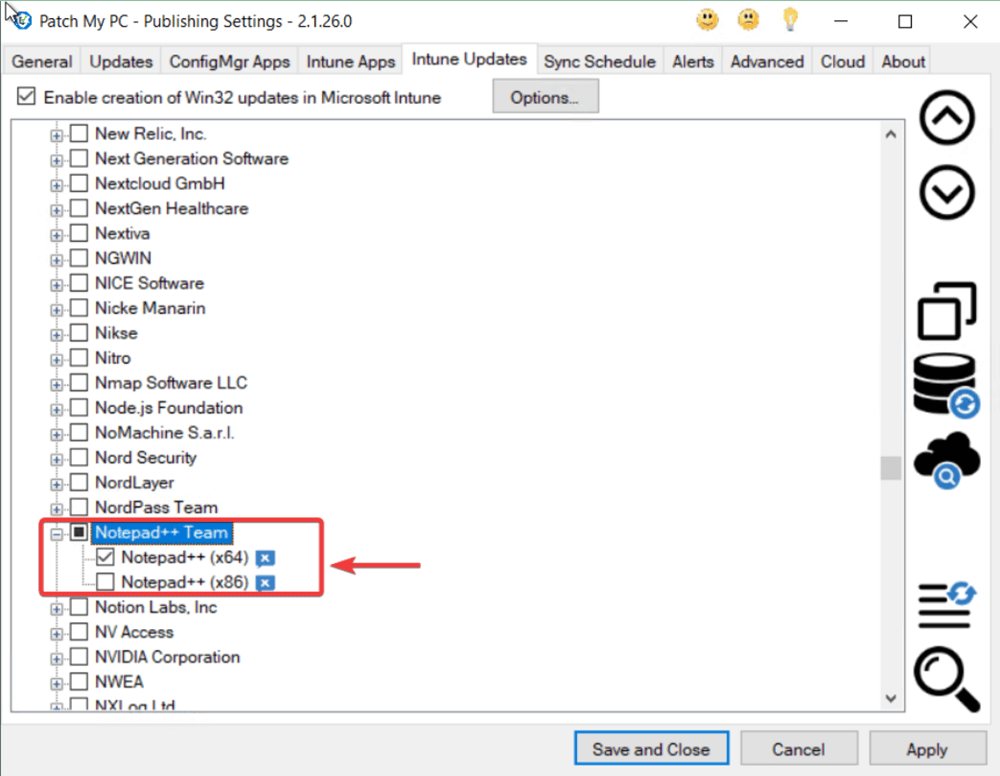 Patch My PC - Publishing Settings - 2.1.26.0
General Updates ConfigMgr Apps Intune Apps Intune Updates Sync Schedule Alerts Advanced Cloud About
Enable creation of Win32 updates in Microsoft Intune Options...
New Relic, Inc.
Next Generation Software
Nextcloud GmbH
NextGen Healthcare
Nextiva
NGWIN
NICE Software
Nicke Manarin
Nikse
Nitro
Nmap Software LLC
Node.js Foundation
NoMachine S.a.r.l.
Nord Security
NordLayer
NordPass Team
Notepad++ Team
Notepad++ (x64)
Notepad++ (x86)
Notion Labs, Inc
NV Access
NVIDIA Corporation
NWEA
NXLog Ltd
Save and Close Cancel Apply